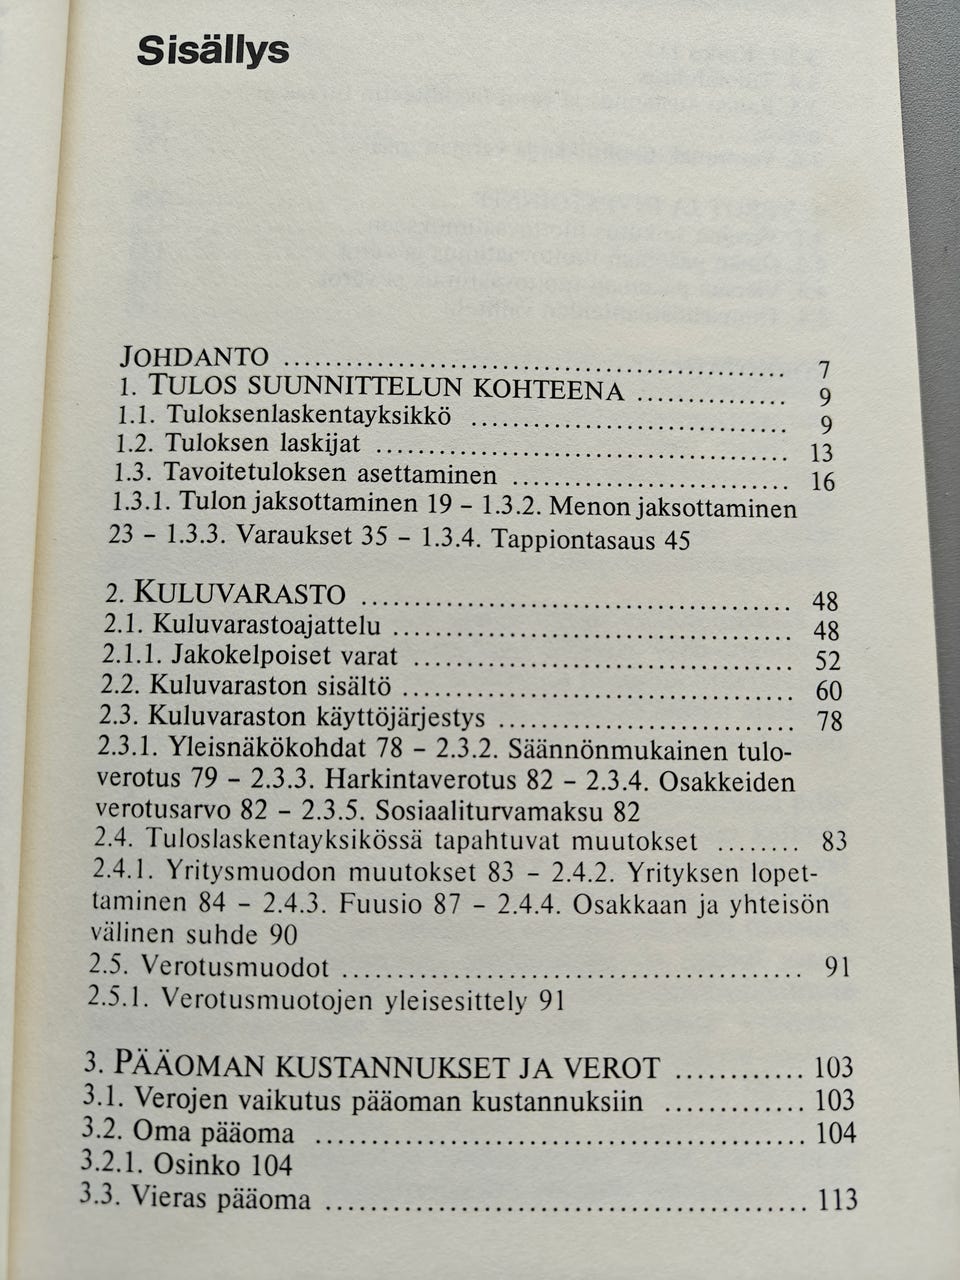 Sisällys
JOHDANTO ................................................ 7
1. TULOS SUUNNITTELUN KOHTEENA ............... 9
1.1. Tuloksenlaskentayksikkö ............................... 9
1.2. Tuloksen laskijat ........................................ 13
1.3. Tavoitetuloksen asettaminen ........................... 16
1.3.1. Tulon jaksottaminen 19 – 1.3.2. Menon jaksottaminen
23 – 1.3.3. Varaukset 35 – 1.3.4. Tappiontasaus 45
2. KULUVARASTO ......................................... 48
2.1. Kuluvarastoajattelu ...................................... 48
2.1.1. Jakokelpoiset varat .................................... 52
2.2. Kuluvaraston sisältö ..................................... 60
2.3. Kuluvaraston käyttöjärjestys ............................ 78
2.3.1. Yleisnäkökohdat 78 – 2.3.2. Säännönmukainen tulo-
verotus 79 – 2.3.3. Harkintaverotus 82 – 2.3.4. Osakkeiden
verotusarvo 82 – 2.3.5. Sosiaaliturvamaksu 82
2.4. Tuloslaskentayksikössä tapahtuvat muutokset ........ 83
2.4.1. Yritysmuodon muutokset 83 – 2.4.2. Yrityksen lopet-
taminen 84 – 2.4.3. Fuusio 87 – 2.4.4. Osakkaan ja yhteisön
välinen suhde 90
2.5. Verotusmuodot ............................................ 91
2.5.1. Verotusmuotojen yleisesittely 91
3. PÄÄOMAN KUSTANNUKSET JA VEROT ............ 103
3.1. Verojen vaikutus pääoman kustannuksiin ............. 103
3.2. Oma pääoma .............................................. 104
3.2.1. Osinko 104
3.3. Vieras pääoma ............................................. 113